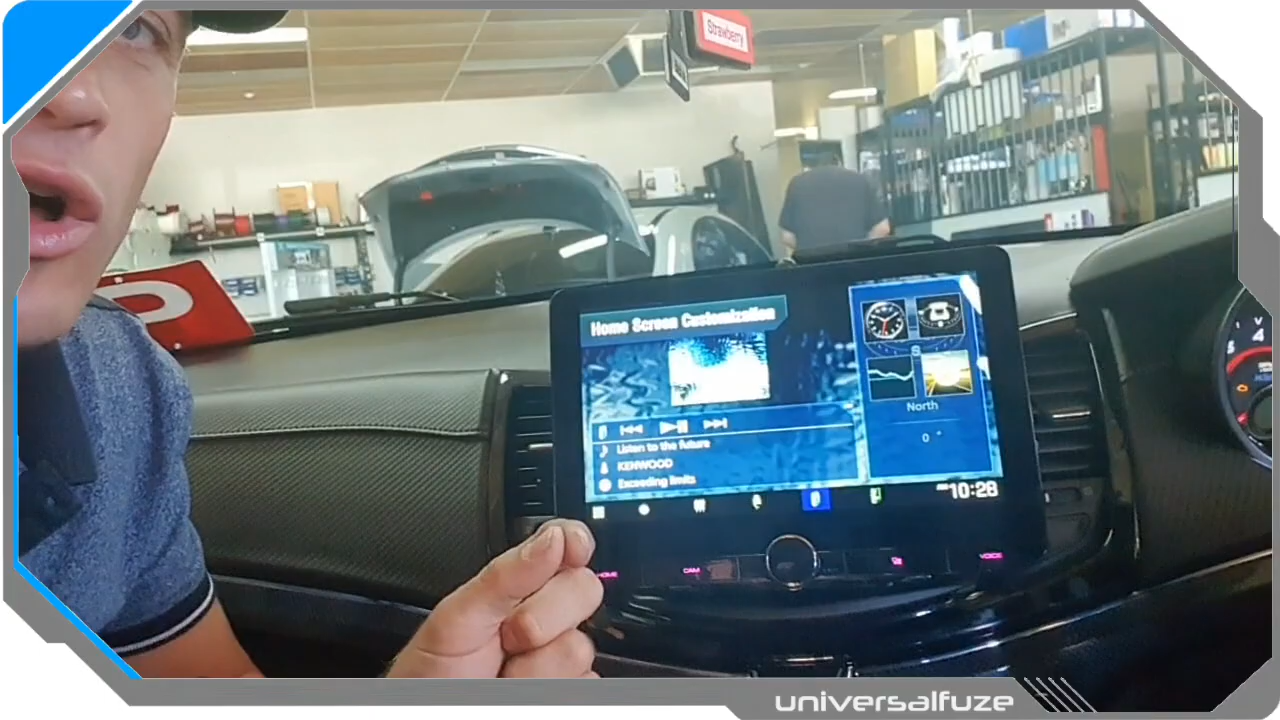 Strawberry
Home Screen Customization
Listen to the future
KENWOOD
Exceeding limits
S
North
0 °
10:28
HOME
CAM
VOICE
4
universalfuze